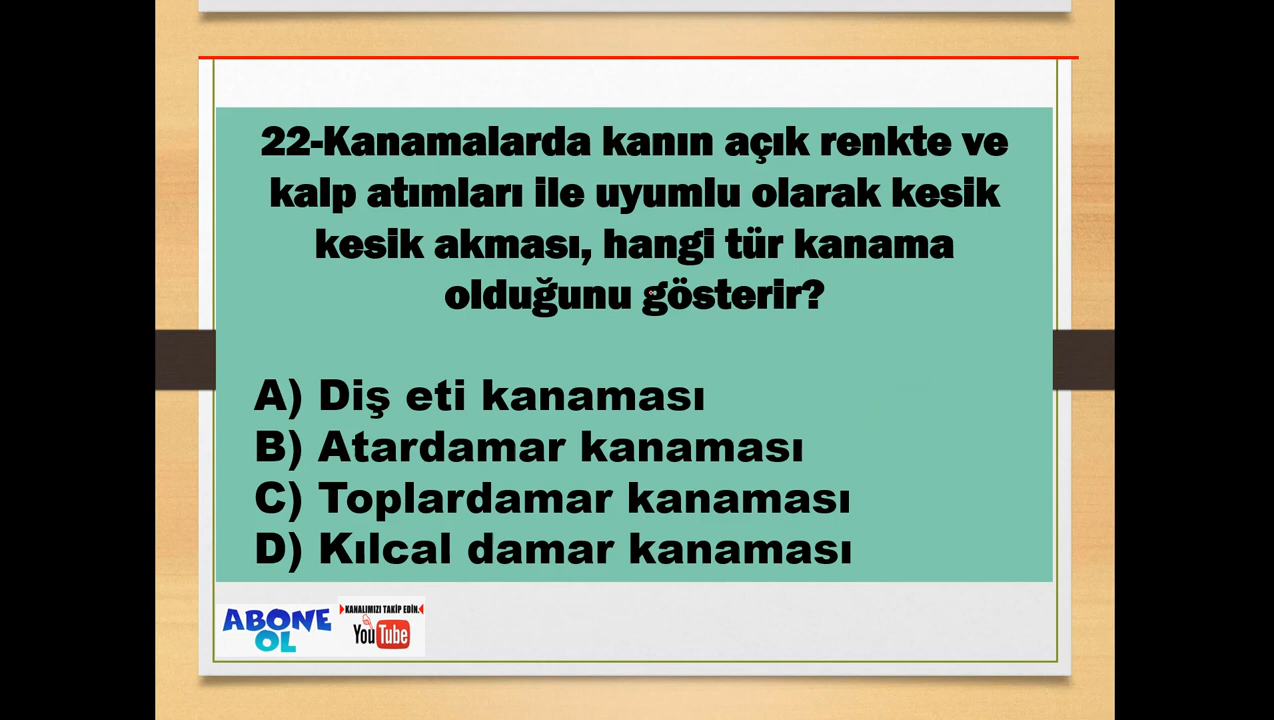 22-Kanamalarda kanın açık renkte ve
kalp atımları ile uyumlu olarak kesik
kesik akması, hangi tür kanama
olduğunu gösterir?
A) Diş eti kanaması
B) Atardamar kanaması
C) Toplardamar kanaması
D) Kılcal damar kanaması
ABONE
OL
KANALIMIZI TAKİP EDİN.
YouTube